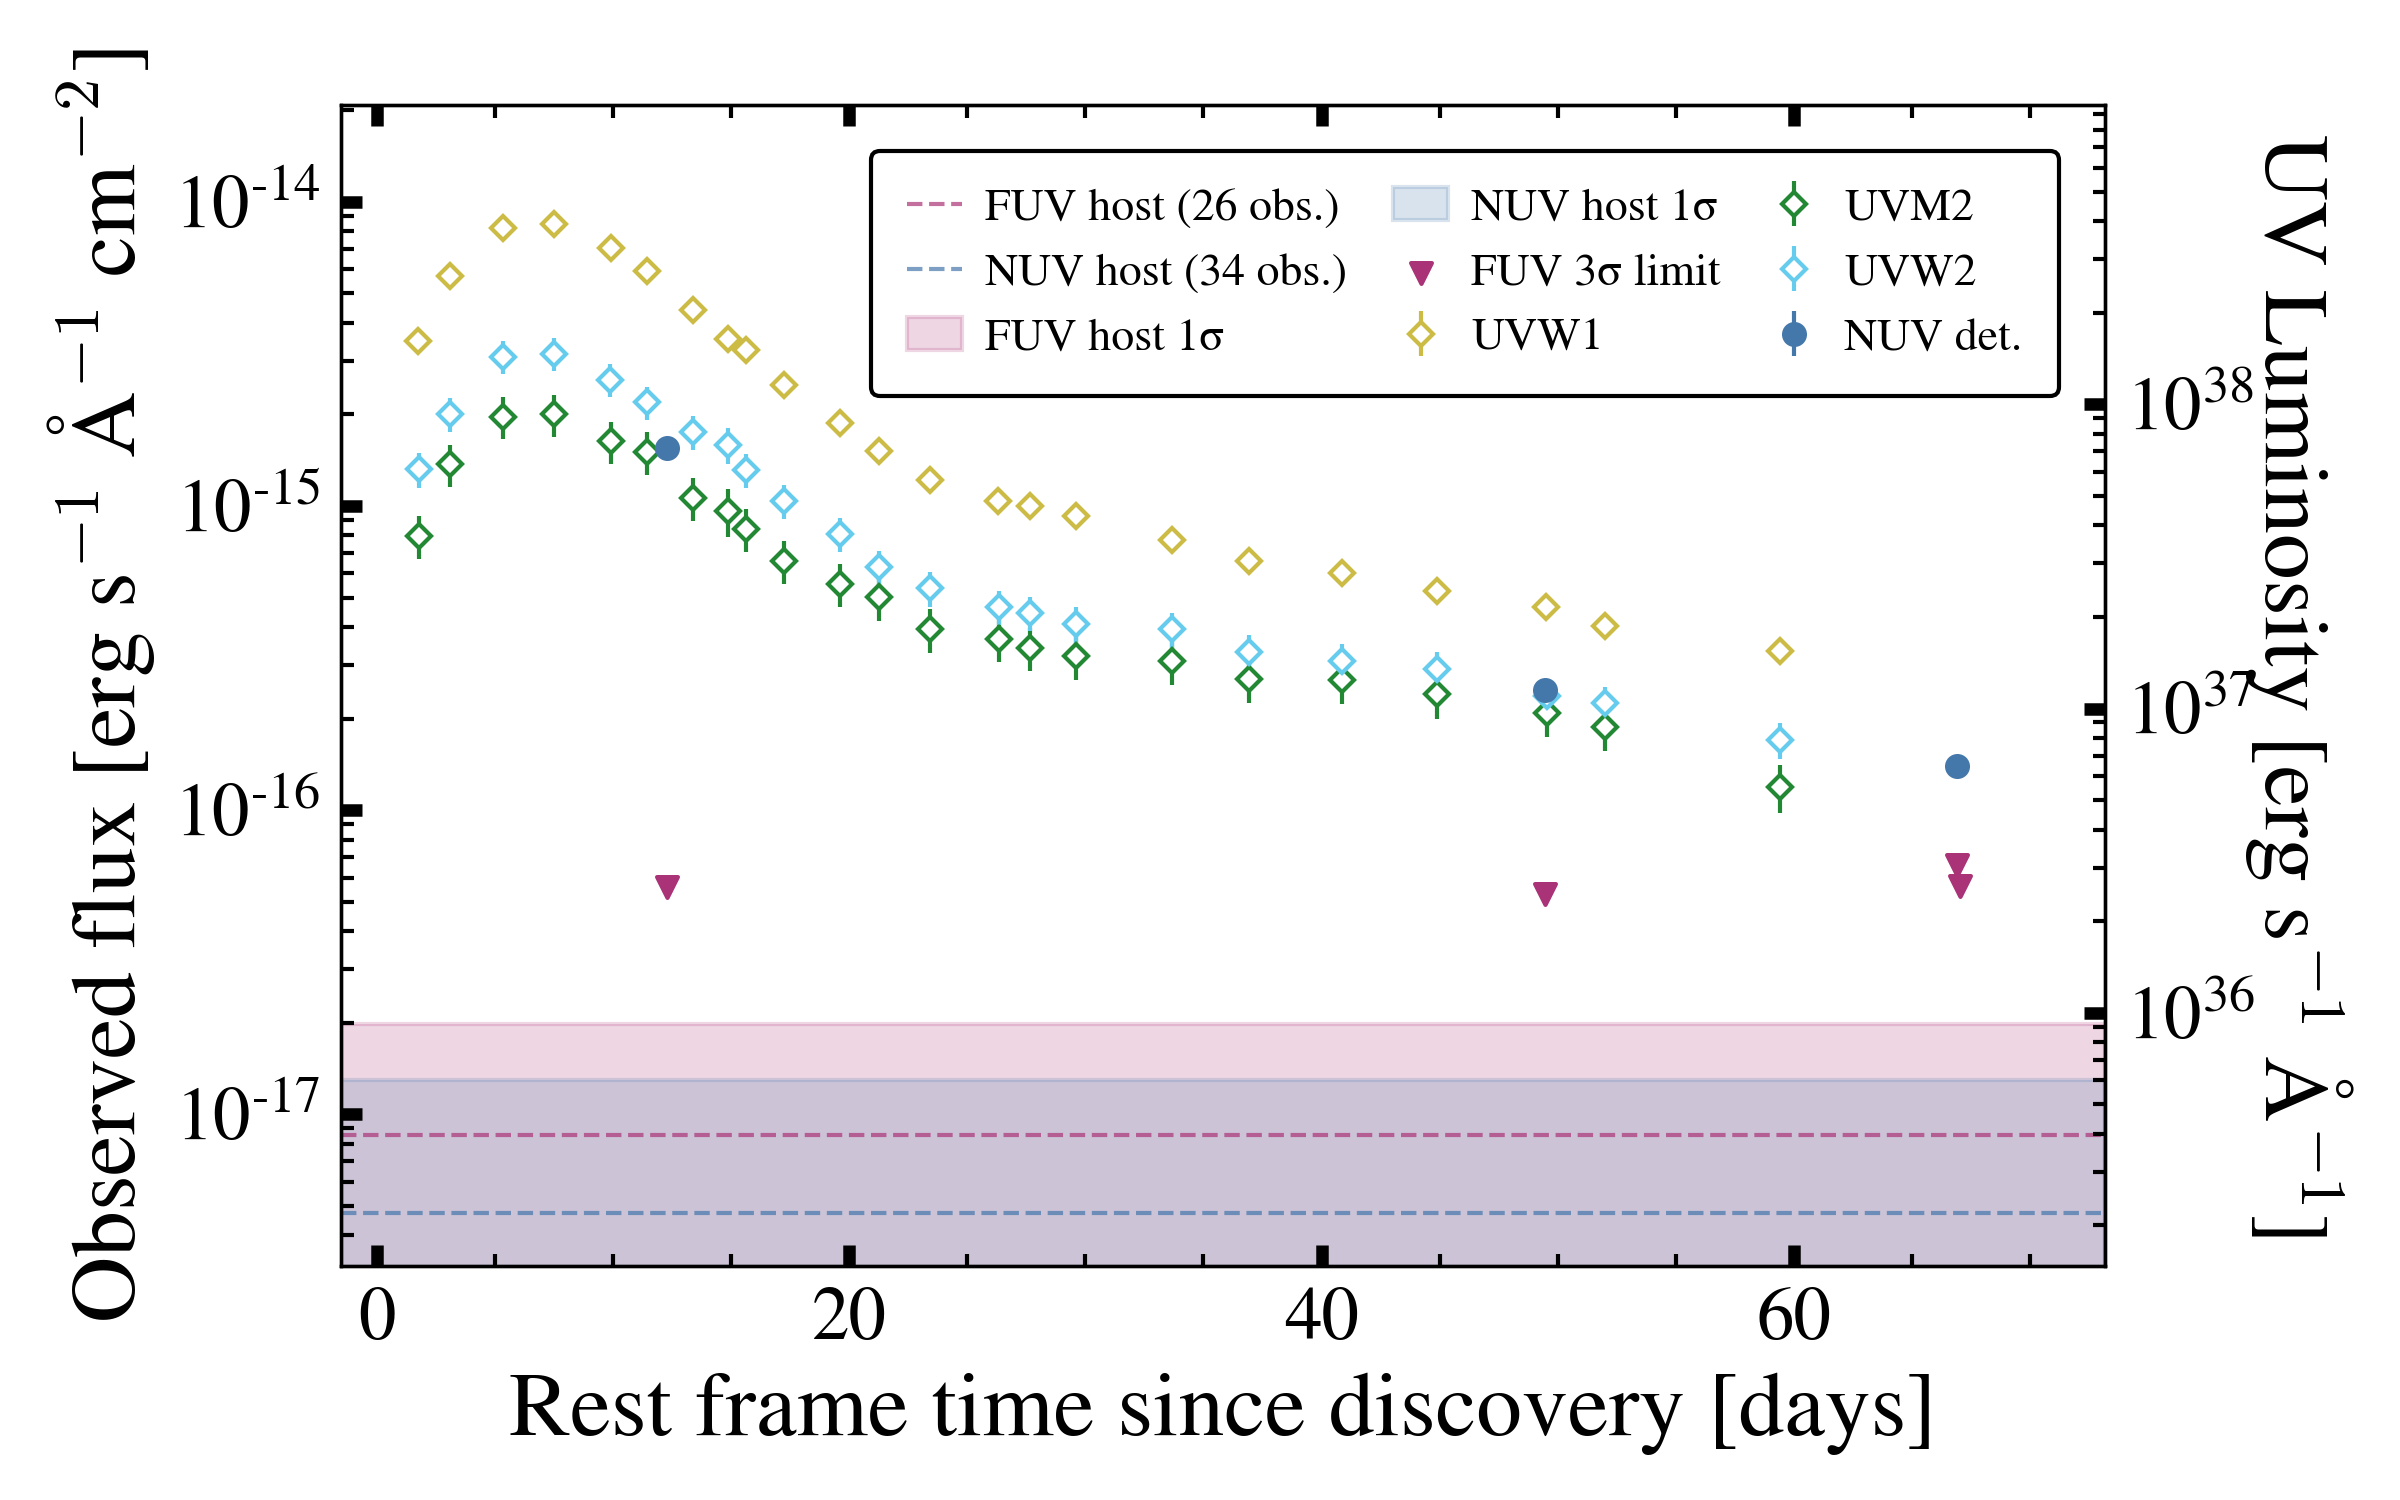 Observed flux [erg s⁻¹ Å⁻¹ cm⁻²]
10⁻¹⁴
10⁻¹⁵
10⁻¹⁶
10⁻¹⁷
FUV host (26 obs.)
NUV host (34 obs.)
FUV host 1σ
NUV host 1σ
FUV 3σ limit
UVW1
UVM2
UVW2
NUV det.
10³⁸
10³⁷
10³⁶
UV Luminosity [erg s⁻¹ Å⁻¹]
0 20 40 60
Rest frame time since discovery [days]